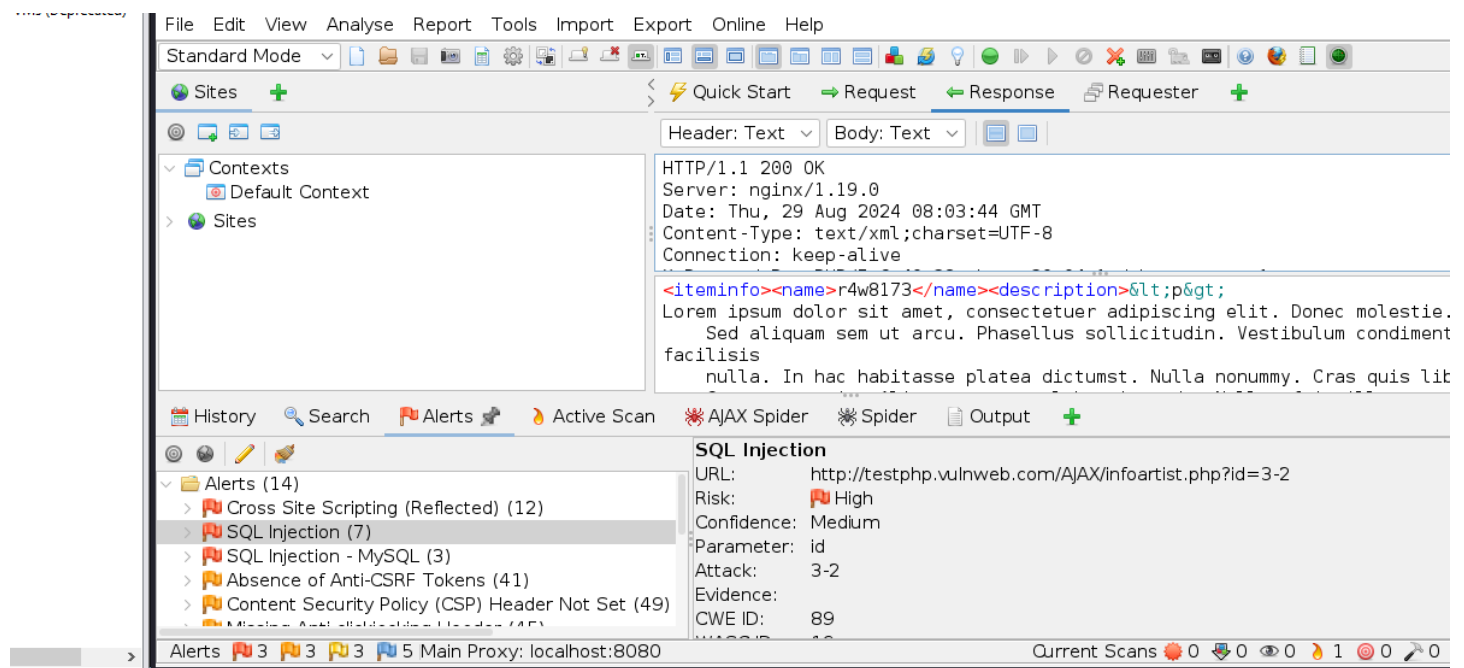 VMs (Deprecated)
File Edit View Analyse Report Tools Import Export Online Help
Standard Mode
Sites
Quick Start Request Response Requester
Header: Text Body: Text
Contexts
Default Context
Sites
HTTP/1.1 200 OK
Server: nginx/1.19.0
Date: Thu, 29 Aug 2024 08:03:44 GMT
Content-Type: text/xml;charset=UTF-8
Connection: keep-alive
<iteminfo><name>r4w8173</name><description>&lt;p&gt;
Lorem ipsum dolor sit amet, consectetuer adipiscing elit. Donec molestie.
Sed aliquam sem ut arcu. Phasellus sollicitudin. Vestibulum condiment
facilisis
nulla. In hac habitasse platea dictumst. Nulla nonummy. Cras quis lib
History Search Alerts Active Scan AJAX Spider Spider Output
Alerts (14)
Cross Site Scripting (Reflected) (12)
SQL Injection (7)
SQL Injection - MySQL (3)
Absence of Anti-CSRF Tokens (41)
Content Security Policy (CSP) Header Not Set (49)
Missing Anti-clickjacking Header (45)
SQL Injection
URL: http://testphp.vulnweb.com/AJAX/infoartist.php?id=3-2
Risk: High
Confidence: Medium
Parameter: id
Attack: 3-2
Evidence:
CWE ID: 89
Alerts 3 3 3 5 Main Proxy: localhost:8080
Current Scans 0 0 0 1 0 0